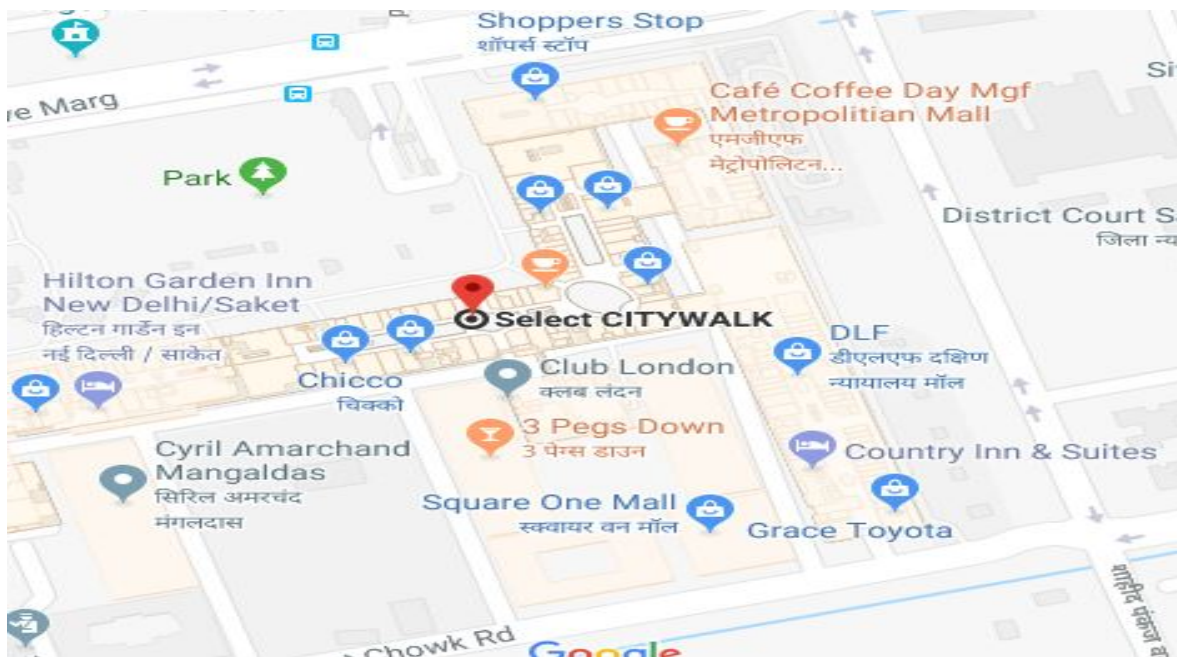 Shoppers Stop
शॉपर्स स्टॉप
Café Coffee Day Mgf
Metropolitian Mall
एमजीएफ
मेट्रोपोलिटन...
ve Marg
Park
District Court S
जिला न्य
Hilton Garden Inn
New Delhi/Saket
हिल्टन गार्डन इन
नई दिल्ली / साकेत
Select CITYWALK
DLF
डीएलएफ दक्षिण
न्यायालय मॉल
Chicco
चिक्को
Club London
क्लब लंदन
3 Pegs Down
3 पेग्स डाउन
Cyril Amarchand
Mangaldas
सिरिल अमरचंद
मंगलदास
Country Inn & Suites
Square One Mall
स्क्वायर वन मॉल
Grace Toyota
शहीद पंकज
Chowk Rd
Google